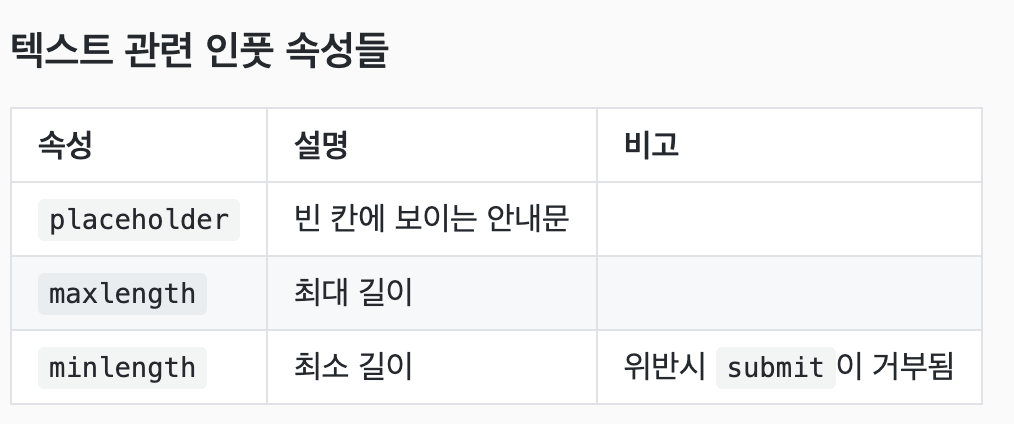 텍스트 관련 인풋 속성들
속성 설명 비고
placeholder 빈 칸에 보이는 안내문
maxlength 최대 길이
minlength 최소 길이 위반시 submit이 거부됨